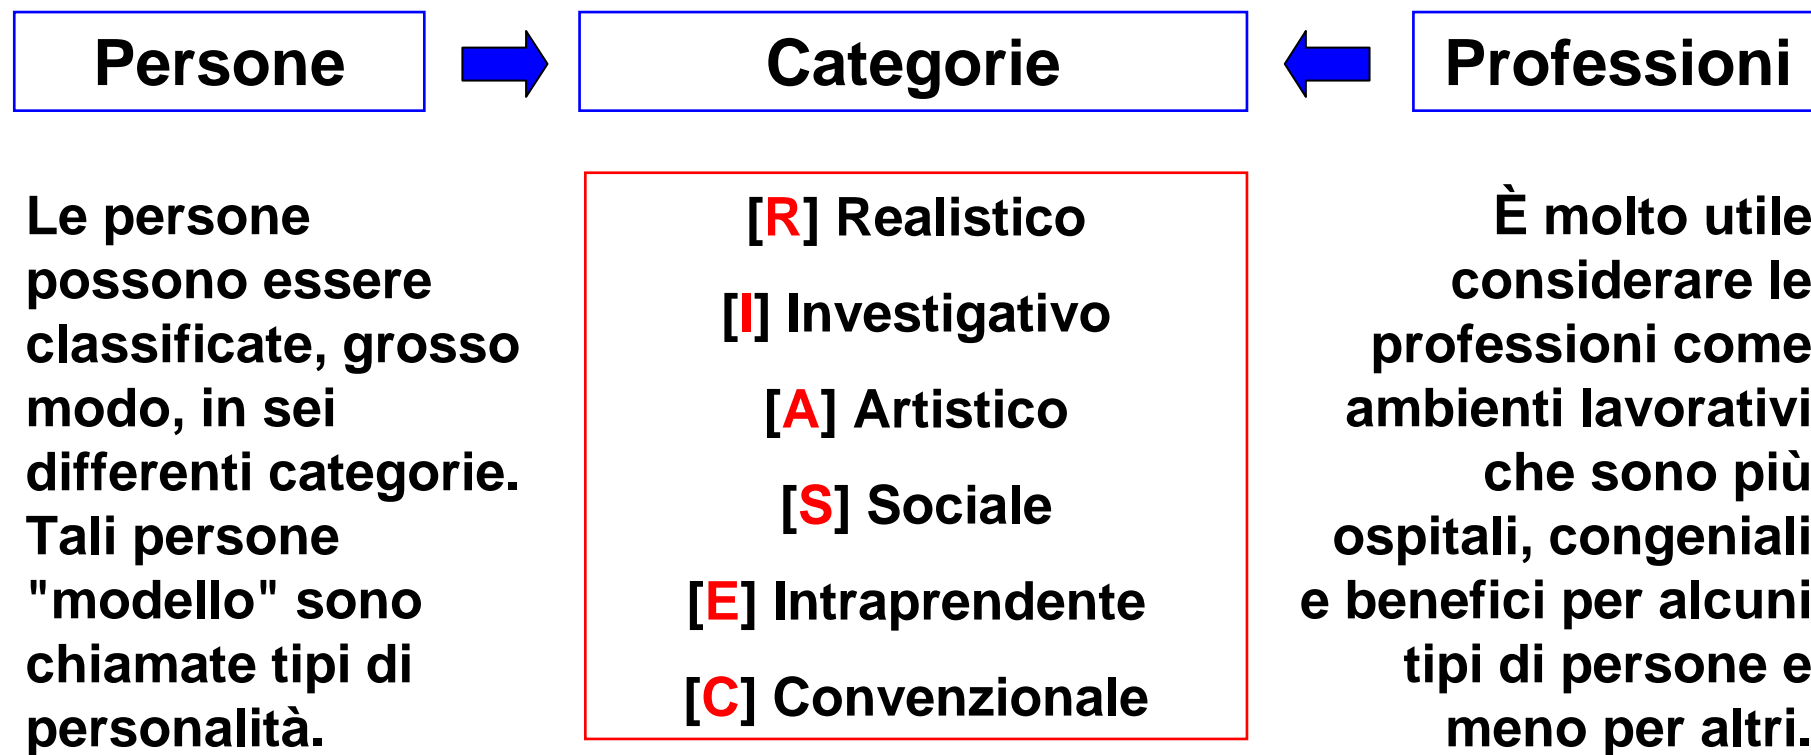 Persone
Categorie
Professioni
Le persone
possono essere
classificate, grosso
modo, in sei
differenti categorie.
Tali persone
"modello" sono
chiamate tipi di
personalità.
[R] Realistico
[I] Investigativo
[A] Artistico
[S] Sociale
[E] Intraprendente
[C] Convenzionale
È molto utile
considerare le
professioni come
ambienti lavorativi
che sono più
ospitali, congeniali
e benefici per alcuni
tipi di persone e
meno per altri.